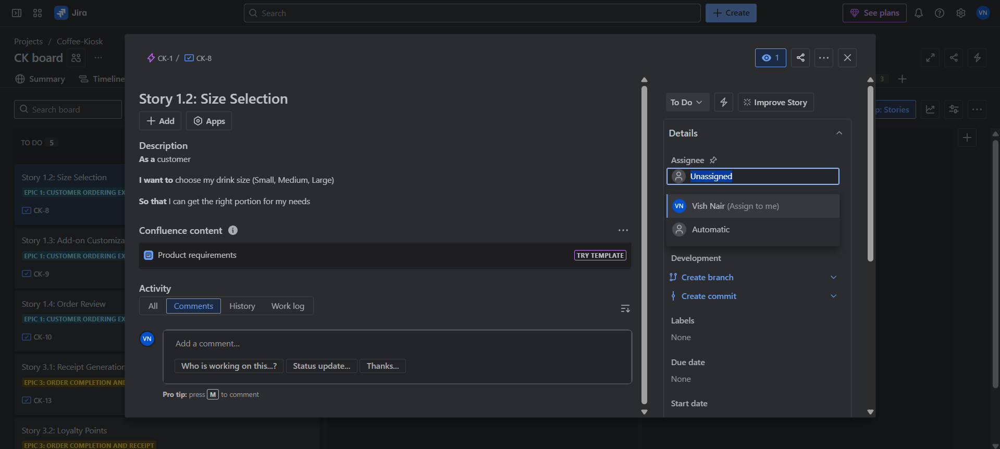 Jira
Search
Create
See plans
VN
Projects / Coffee-Kiosk
CK board
Summary
Timeline
3
Search board
p: Stories
TO DO 5
Story 1.2: Size Selection
EPIC 1: CUSTOMER ORDERING EX
CK-8
Story 1.3: Add-on Customiza
EPIC 1: CUSTOMER ORDERING EX
CK-9
Story 1.4: Order Review
EPIC 1: CUSTOMER ORDERING EX
CK-10
Story 3.1: Receipt Generation
EPIC 3: ORDER COMPLETION AND
CK-13
Story 3.2: Loyalty Points
EPIC 3: ORDER COMPLETION AND RECEIPT
CK-1 / CK-8
1
Story 1.2: Size Selection
Add
Apps
Description
As a customer
I want to choose my drink size (Small, Medium, Large)
So that I can get the right portion for my needs
Confluence content
Product requirements
TRY TEMPLATE
Activity
All
Comments
History
Work log
VN
Add a comment...
Who is working on this...?
Status update...
Thanks...
Pro tip: press M to comment
To Do
Improve Story
Details
Assignee
Unassigned
VN Vish Nair (Assign to me)
Automatic
Development
Create branch
Create commit
Labels
None
Due date
None
Start date